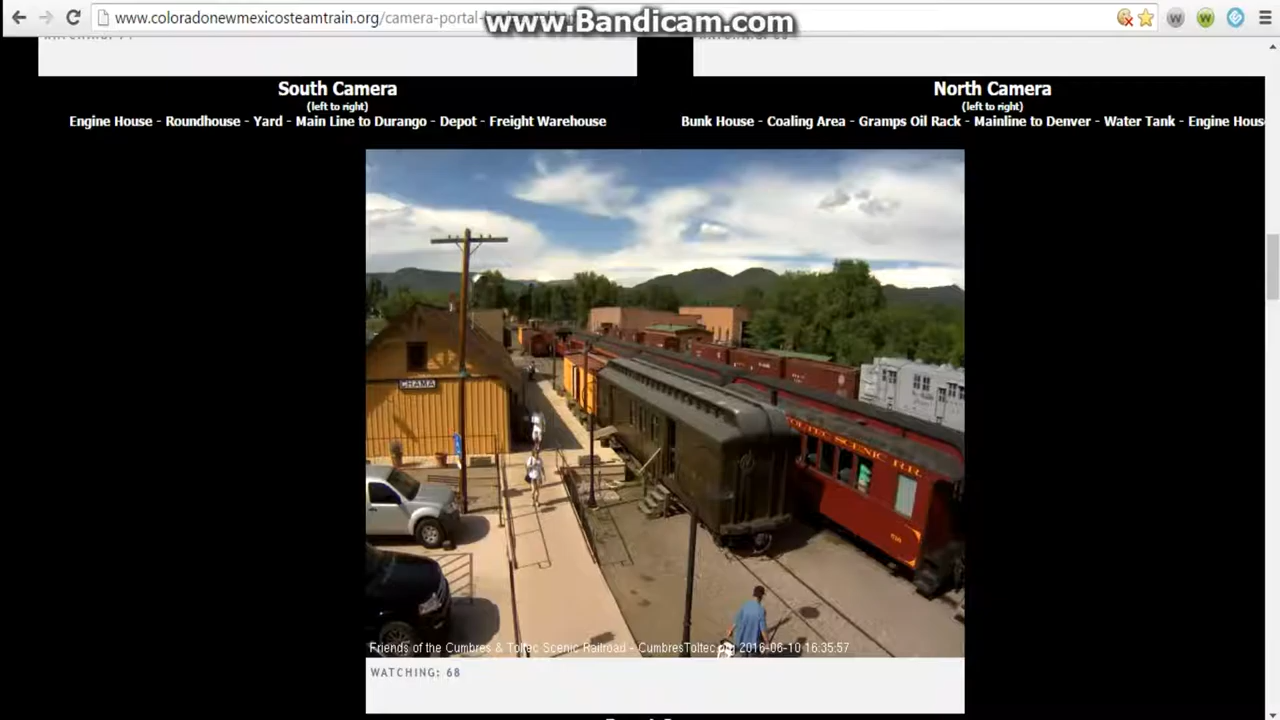 www.coloradonewmexicosteamtrain.org/camera-portal
www.Bandicam.com
South Camera
(left to right)
Engine House - Roundhouse - Yard - Main Line to Durango - Depot - Freight Warehouse
North Camera
(left to right)
Bunk House - Coaling Area - Gramps Oil Rack - Mainline to Denver - Water Tank - Engine Hous
CHAMA
TOLTEC SCENIC R.R.
Friends of the Cumbres & Toltec Scenic Railroad - CumbresToltec.org 2016-06-10 16:35:57
WATCHING: 68